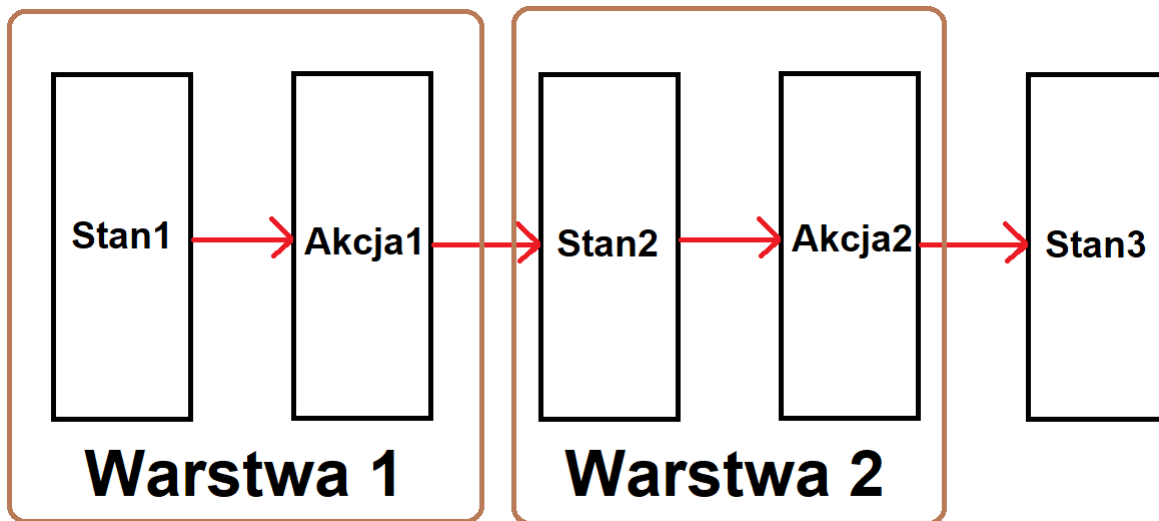 Stan1
Akcja1
Stan2
Akcja2
Stan3
Warstwa 1
Warstwa 2